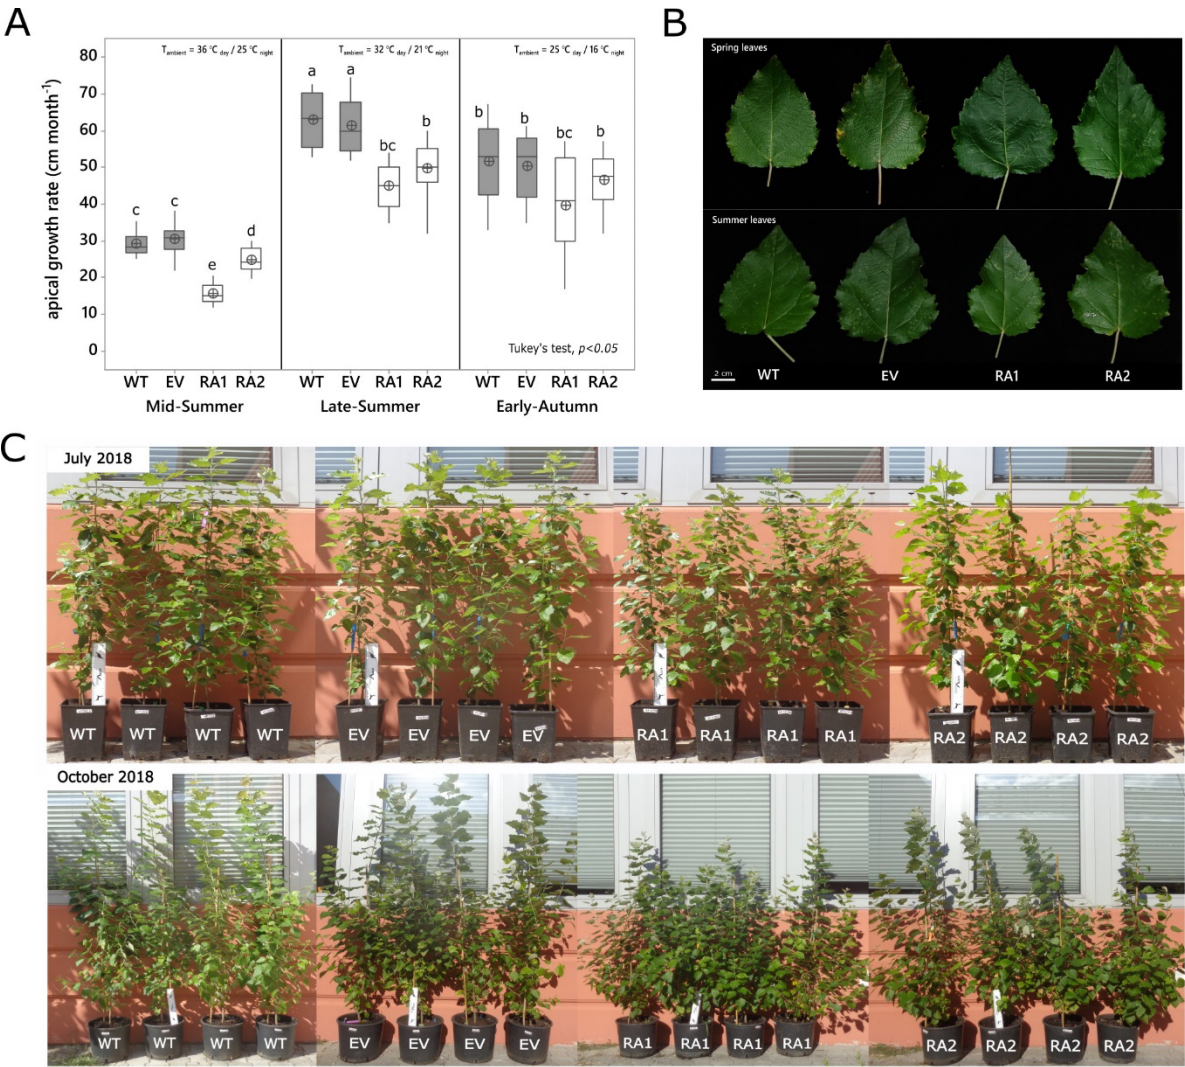 A
B
T ambient = 36 °C day / 25 °C night
T ambient = 32 °C day / 21 °C night
T ambient = 25 °C day / 16 °C night
apical growth rate (cm month-1)
80
70
60
50
40
30
20
10
0
c c e d
a a bc b
b b bc b
Tukey's test, p<0.05
WT EV RA1 RA2 WT EV RA1 RA2 WT EV RA1 RA2
Mid-Summer Late-Summer Early-Autumn
Spring leaves
Summer leaves
2 cm
WT EV RA1 RA2
C
July 2018
WT WT WT WT EV EV EV EV RA1 RA1 RA1 RA1 RA2 RA2 RA2 RA2
October 2018
WT WT WT WT EV EV EV EV RA1 RA1 RA1 RA1 RA2 RA2 RA2 RA2